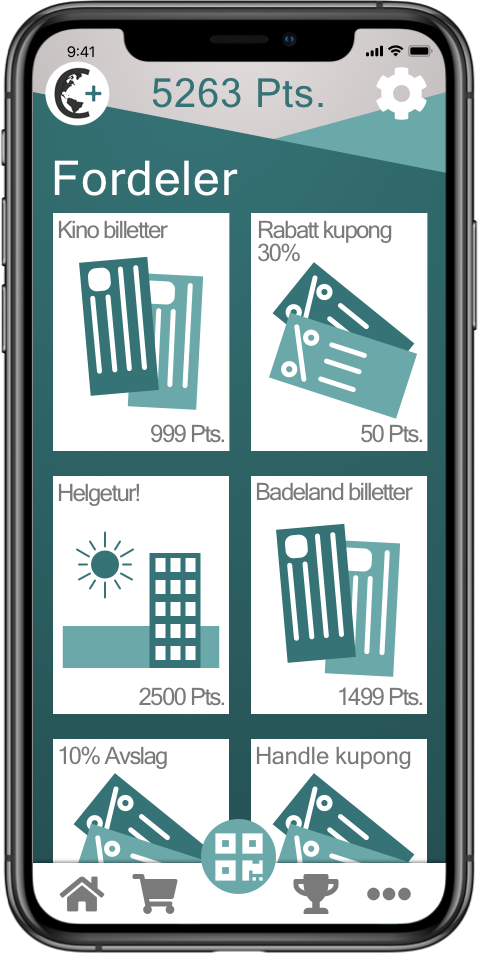 9:41
5263 Pts.
Fordeler
Kino billetter
999 Pts.
Rabatt kupong
30%
50 Pts.
Helgetur!
2500 Pts.
Badeland billetter
1499 Pts.
10% Avslag
Handle kupong